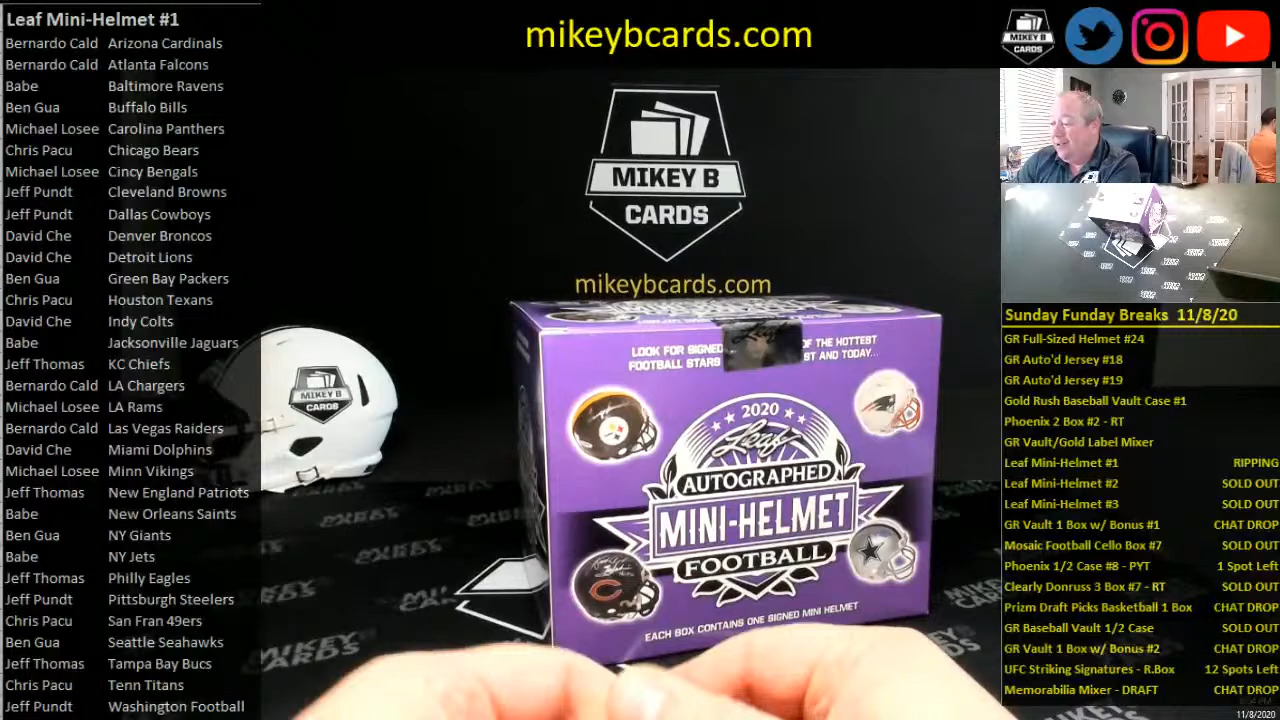 Leaf Mini-Helmet #1
Bernardo Cald Arizona Cardinals
Bernardo Cald Atlanta Falcons
Babe Baltimore Ravens
Ben Gua Buffalo Bills
Michael Losee Carolina Panthers
Chris Pacu Chicago Bears
Michael Losee Cincy Bengals
Jeff Pundt Cleveland Browns
Jeff Pundt Dallas Cowboys
David Che Denver Broncos
David Che Detroit Lions
Ben Gua Green Bay Packers
Chris Pacu Houston Texans
David Che Indy Colts
Babe Jacksonville Jaguars
Jeff Thomas KC Chiefs
Bernardo Cald LA Chargers
Michael Losee LA Rams
Bernardo Cald Las Vegas Raiders
David Che Miami Dolphins
Michael Losee Minn Vikings
Jeff Thomas New England Patriots
Babe New Orleans Saints
Ben Gua NY Giants
Babe NY Jets
Jeff Thomas Philly Eagles
Jeff Pundt Pittsburgh Steelers
Chris Pacu San Fran 49ers
Ben Gua Seattle Seahawks
Jeff Thomas Tampa Bay Bucs
Chris Pacu Tenn Titans
Jeff Pundt Washington Football
mikeybcards.com
MIKEY B
CARDS
mikeybcards.com
MIKEY B
CARDS
LOOK FOR SIGNED OF THE HOTTEST
FOOTBALL STARS ST AND TODAY...
2020
Leaf
AUTOGRAPHED
MINI-HELMET
FOOTBALL
EACH BOX CONTAINS ONE SIGNED MINI HELMET
MIKEY B
CARDS
Sunday Funday Breaks 11/8/20
GR Full-Sized Helmet #24
GR Auto'd Jersey #18
GR Auto'd Jersey #19
Gold Rush Baseball Vault Case #1
Phoenix 2 Box #2 - RT
GR Vault/Gold Label Mixer
Leaf Mini-Helmet #1 RIPPING
Leaf Mini-Helmet #2 SOLD OUT
Leaf Mini-Helmet #3 SOLD OUT
GR Vault 1 Box w/ Bonus #1 CHAT DROP
Mosaic Football Cello Box #7 SOLD OUT
Phoenix 1/2 Case #8 - PYT 1 Spot Left
Clearly Donruss 3 Box #7 - RT SOLD OUT
Prizm Draft Picks Basketball 1 Box CHAT DROP
GR Baseball Vault 1/2 Case SOLD OUT
GR Vault 1 Box w/ Bonus #2 CHAT DROP
UFC Striking Signatures - R.Box 12 Spots Left
Memorabilia Mixer - DRAFT CHAT DROP
11/8/2020